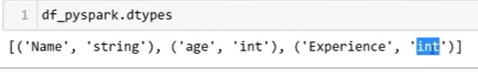 1 df_pyspark.dtypes
[('Name', 'string'), ('age', 'int'), ('Experience', 'int')]